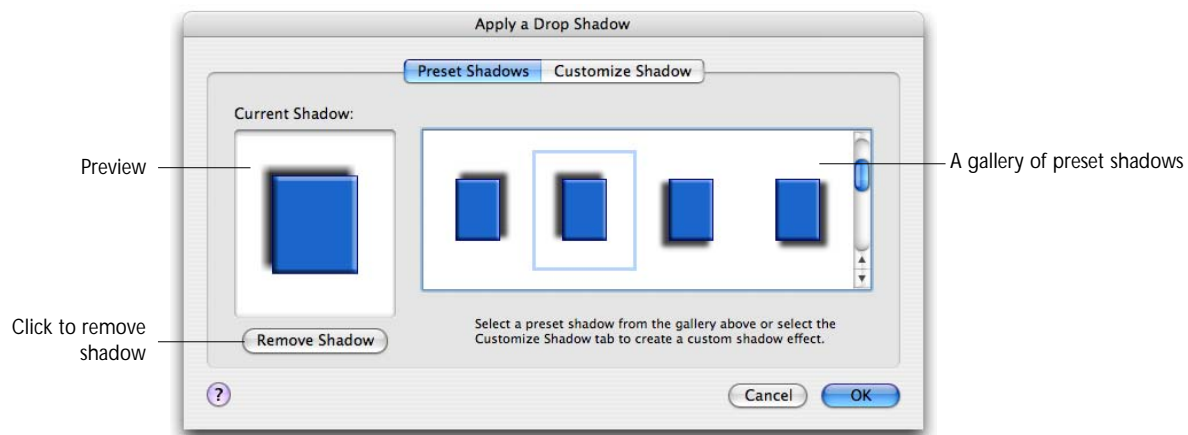 Apply a Drop Shadow
Preset Shadows
Customize Shadow
Current Shadow:
Preview
A gallery of preset shadows
Click to remove
shadow
Remove Shadow
Select a preset shadow from the gallery above or select the
Customize Shadow tab to create a custom shadow effect.
?
Cancel
OK